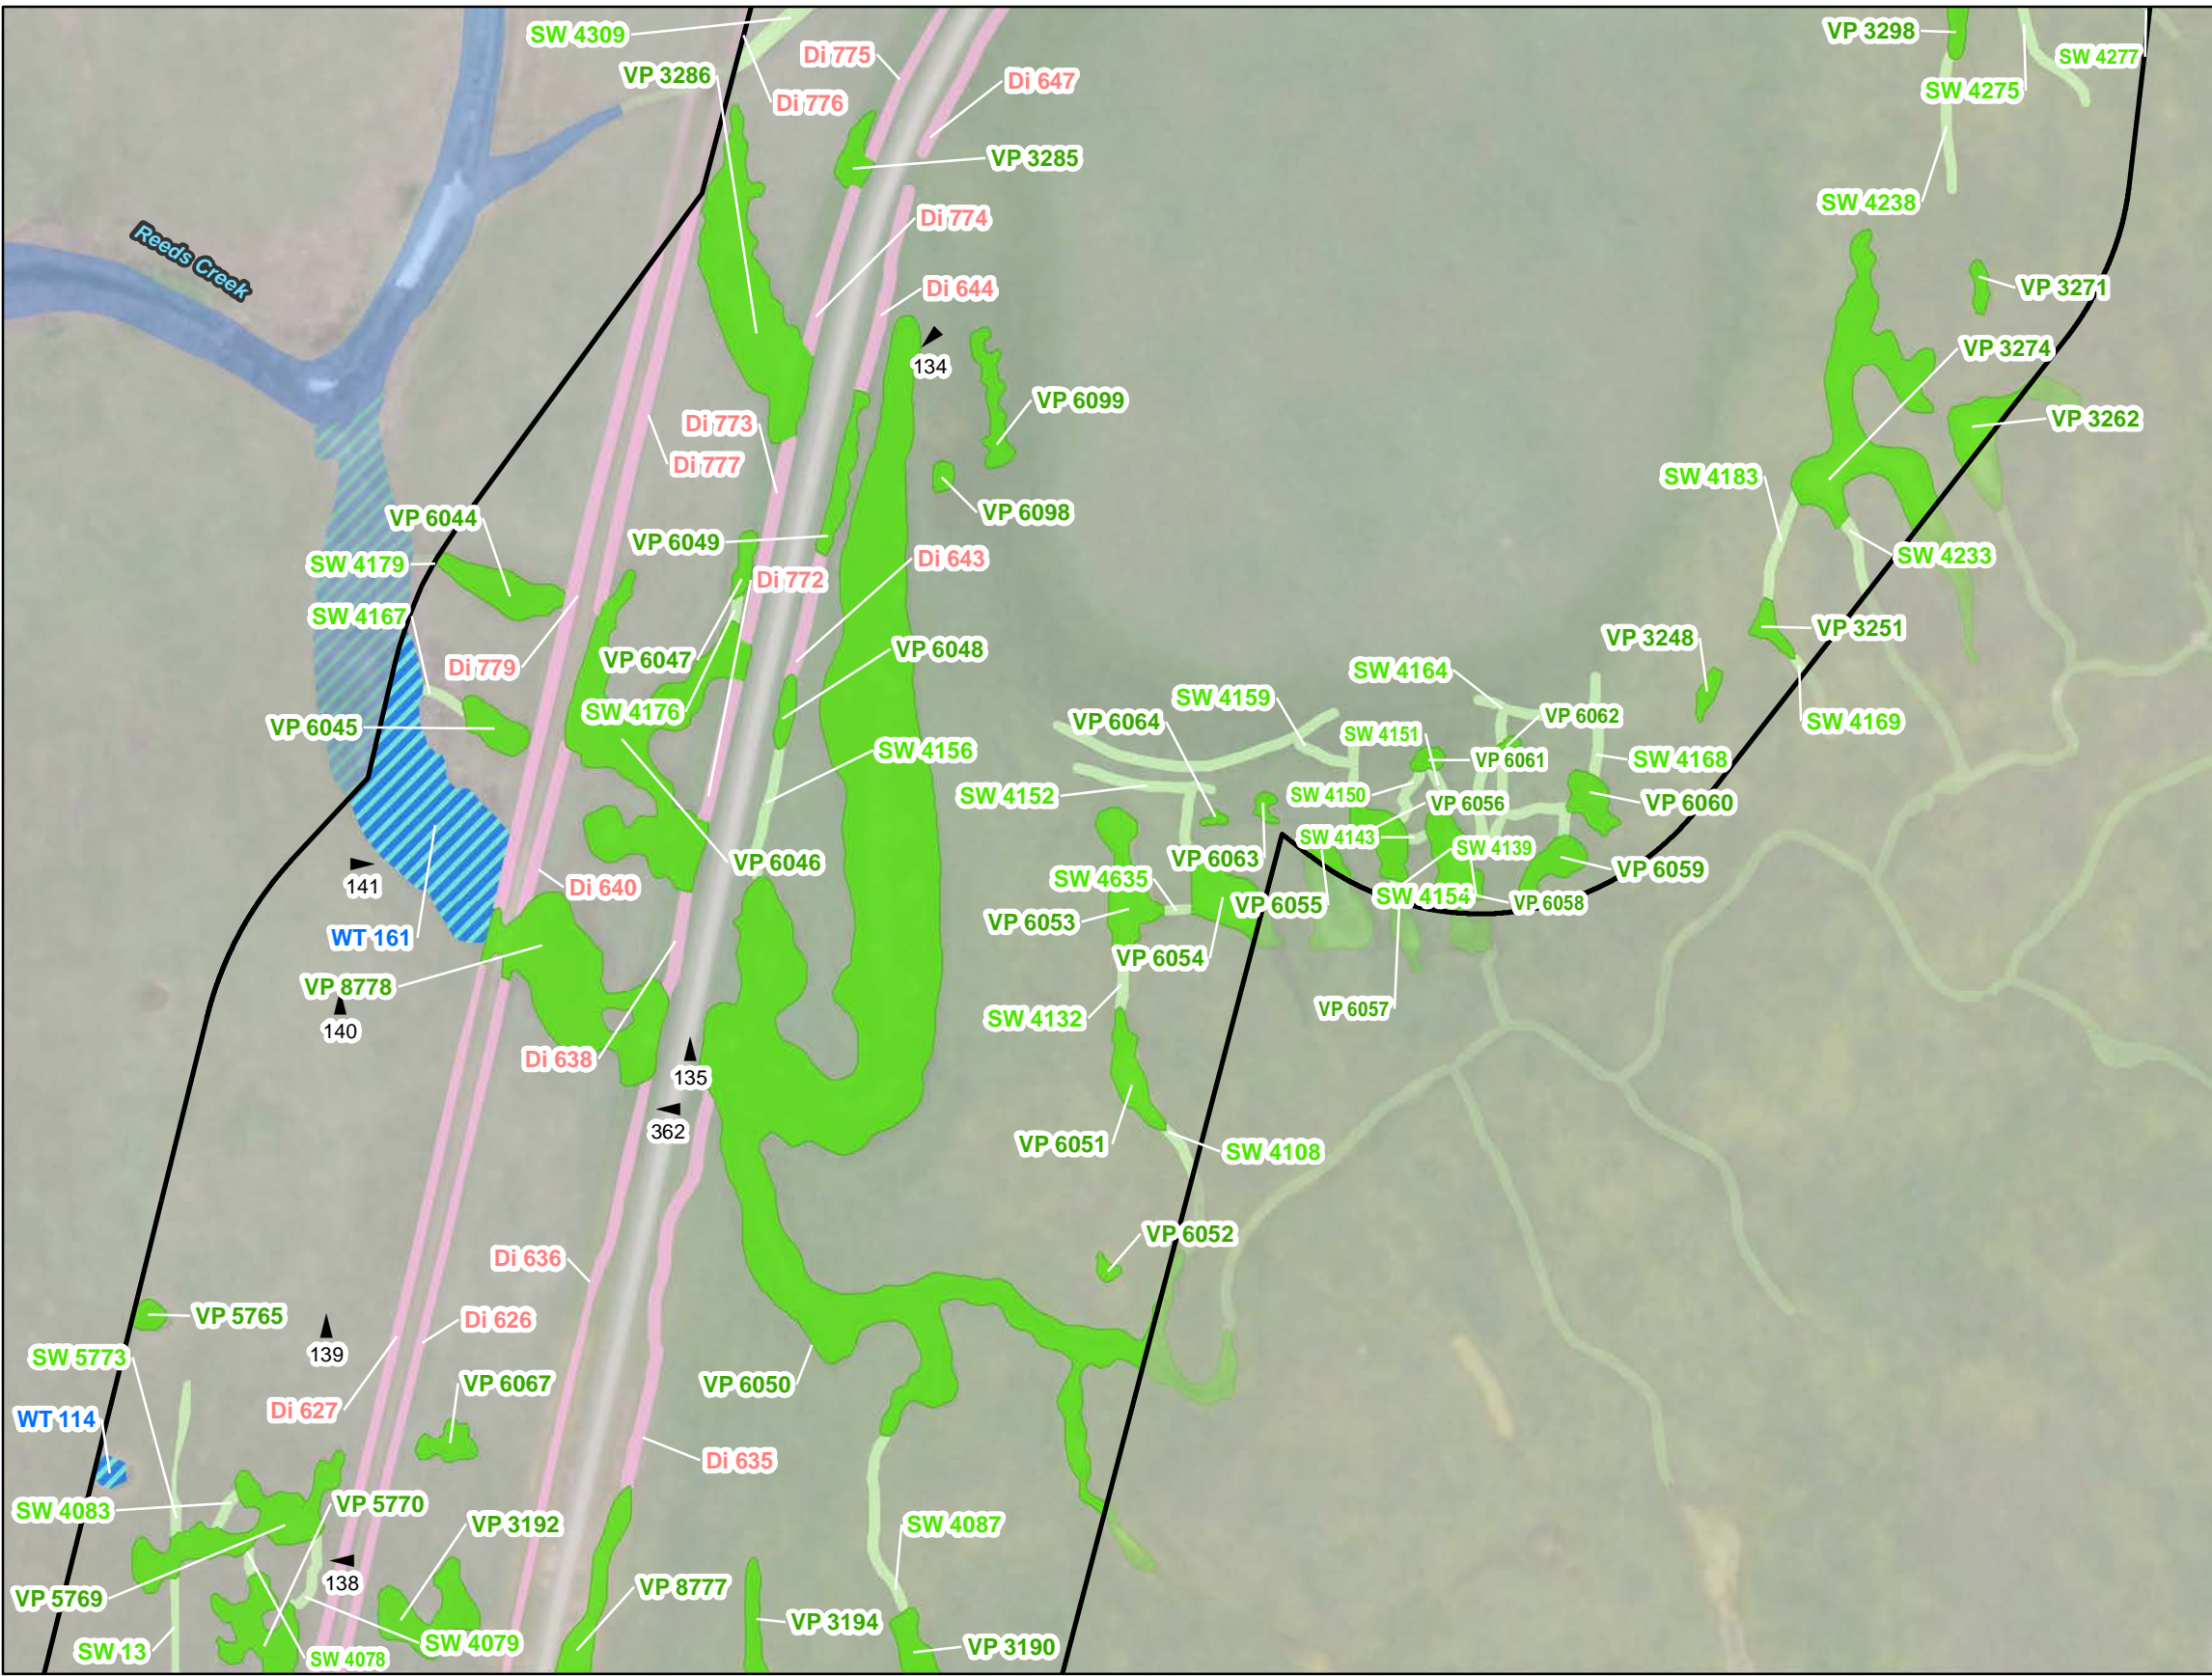 SW 4309
Di 775
VP 3298
SW 4277
VP 3286
Di 776
Di 647
SW 4275
VP 3285
SW 4238
Di 774
Reeds Creek
Di 644
VP 3271
134
VP 3274
VP 6099
Di 773
VP 3262
Di 777
SW 4183
VP 6044
VP 6098
VP 6049
SW 4179
Di 643
SW 4233
Di 772
SW 4167
VP 3251
VP 3248
VP 6048
VP 6047
Di 779
SW 4164
SW 4159
SW 4176
VP 6062
VP 6064
SW 4169
VP 6045
SW 4151
SW 4156
VP 6061
SW 4168
SW 4152
SW 4150
VP 6056
VP 6060
SW 4143
SW 4139
VP 6046
VP 6063
VP 6059
141
Di 640
SW 4635
SW 4154
VP 6058
VP 6055
VP 6053
WT 161
VP 6054
VP 8778
VP 6057
SW 4132
140
Di 638
135
362
VP 6051
SW 4108
VP 6052
Di 636
VP 5765
Di 626
139
SW 5773
VP 6067
VP 6050
Di 627
WT 114
Di 635
VP 5770
SW 4083
VP 3192
SW 4087
138
VP 8777
VP 5769
VP 3194
SW 4079
VP 3190
SW 13
SW 4078